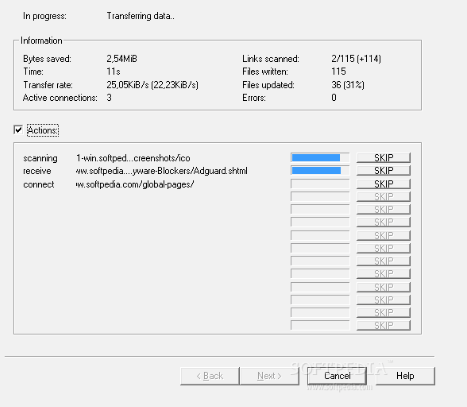 In progress: Transferring data..
Information
Bytes saved: 2,54MiB Links scanned: 2/115 (+114)
Time: 11s Files written: 115
Transfer rate: 25,05KiB/s (22,23KiB/s) Files updated: 36 (31%)
Active connections: 3 Errors: 0
Actions:
scanning 1-win.softped...creenshots/ico SKIP
receive ww.softpedia....yware-Blockers/Adguard.shtml SKIP
connect ww.softpedia.com/global-pages/ SKIP
SKIP
SKIP
SKIP
SKIP
SKIP
SKIP
SKIP
SKIP
SKIP
SKIP
SKIP
SOFTPEDIA
www.softpedia.com
< Back Next > Cancel Help